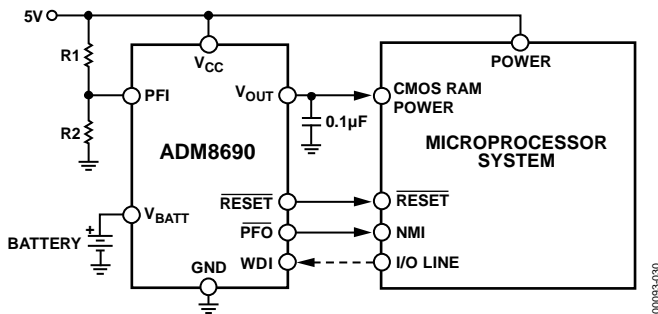 5V
R1
R2
BATTERY
+
VCC
PFI
VOUT
ADM8690
VBATT
RESET
PFO
WDI
GND
0.1µF
POWER
CMOS RAM
POWER
MICROPROCESSOR
SYSTEM
RESET
NMI
I/O LINE
00093-030